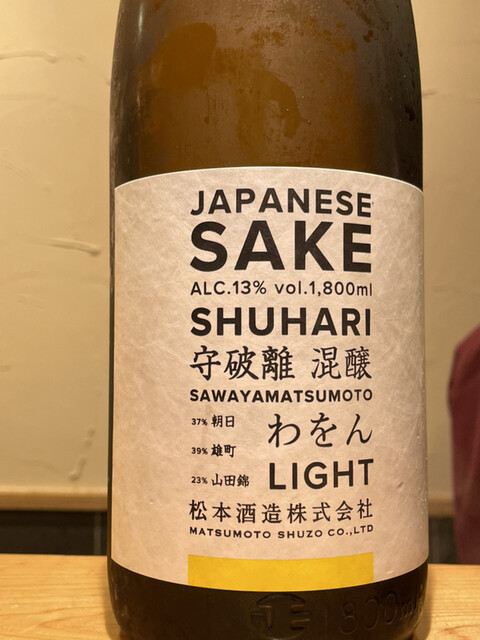 JAPANESE
SAKE
ALC.13% vol.1,800ml
SHUHARI
守破離 混醸
SAWAYAMATSUMOTO
37% 朝日
39% 雄町
23% 山田錦
わをん
LIGHT
松本酒造株式会社
MATSUMOTO SHUZO CO.,LTD
1800ml